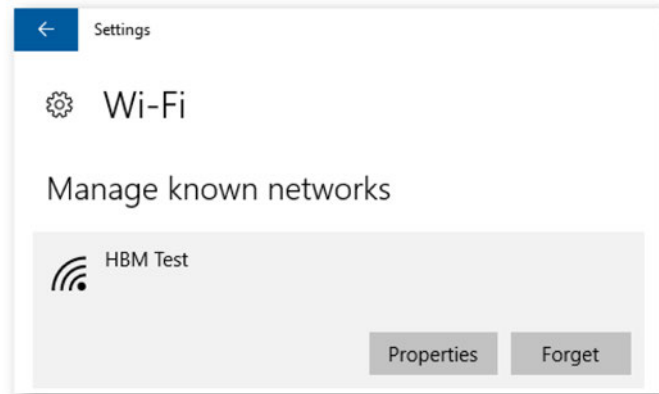 Settings
Wi-Fi
Manage known networks
HBM Test
Properties Forget